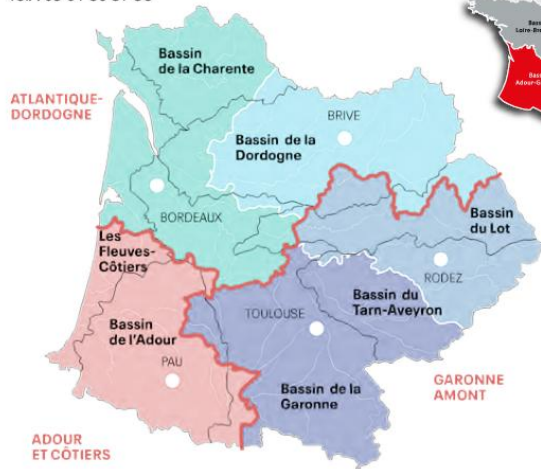 Bassin
de la Charente
ATLANTIQUE-
DORDOGNE
Bassin de la
Dordogne
BRIVE
BORDEAUX
Les
Fleuves-
Côtiers
Bassin
du Lot
RODEZ
Bassin du
Tarn-Aveyron
TOULOUSE
Bassin
de l'Adour
PAU
Bassin de la
Garonne
GARONNE
AMONT
ADOUR
ET CÔTIERS